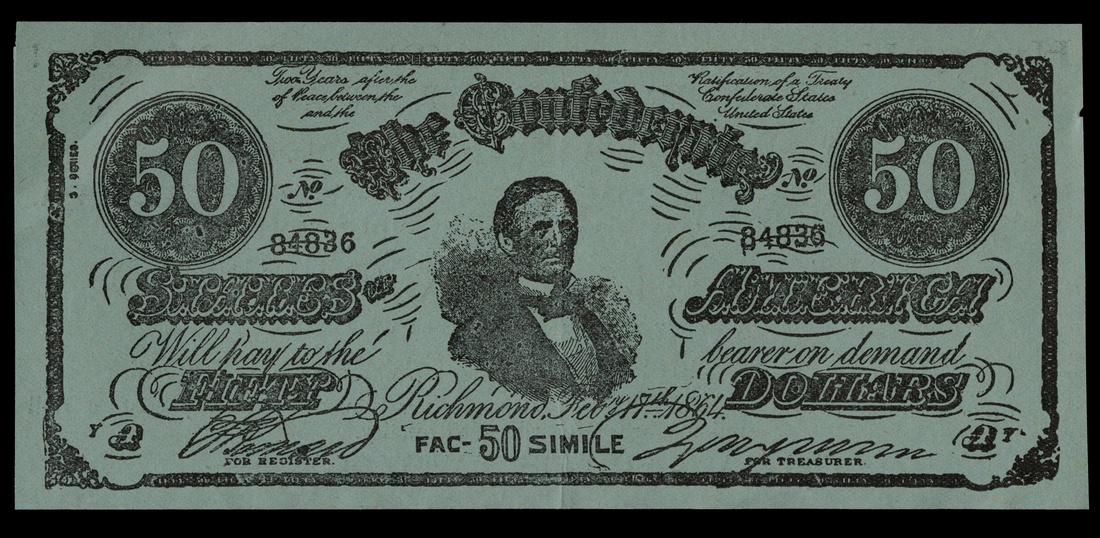 Two Years after the
of Peace between the
and the
Ratification of a Treaty
Confederate States
United States
The Confederate
50
50
No
No
84836
84836
STATES OF
AMERICA
Will pay to the
bearer on demand
FIFTY
DOLLARS
Richmond, Feby 17th 1864.
FAC- 50 SIMILE
FOR REGISTER.
FOR TREASURER.